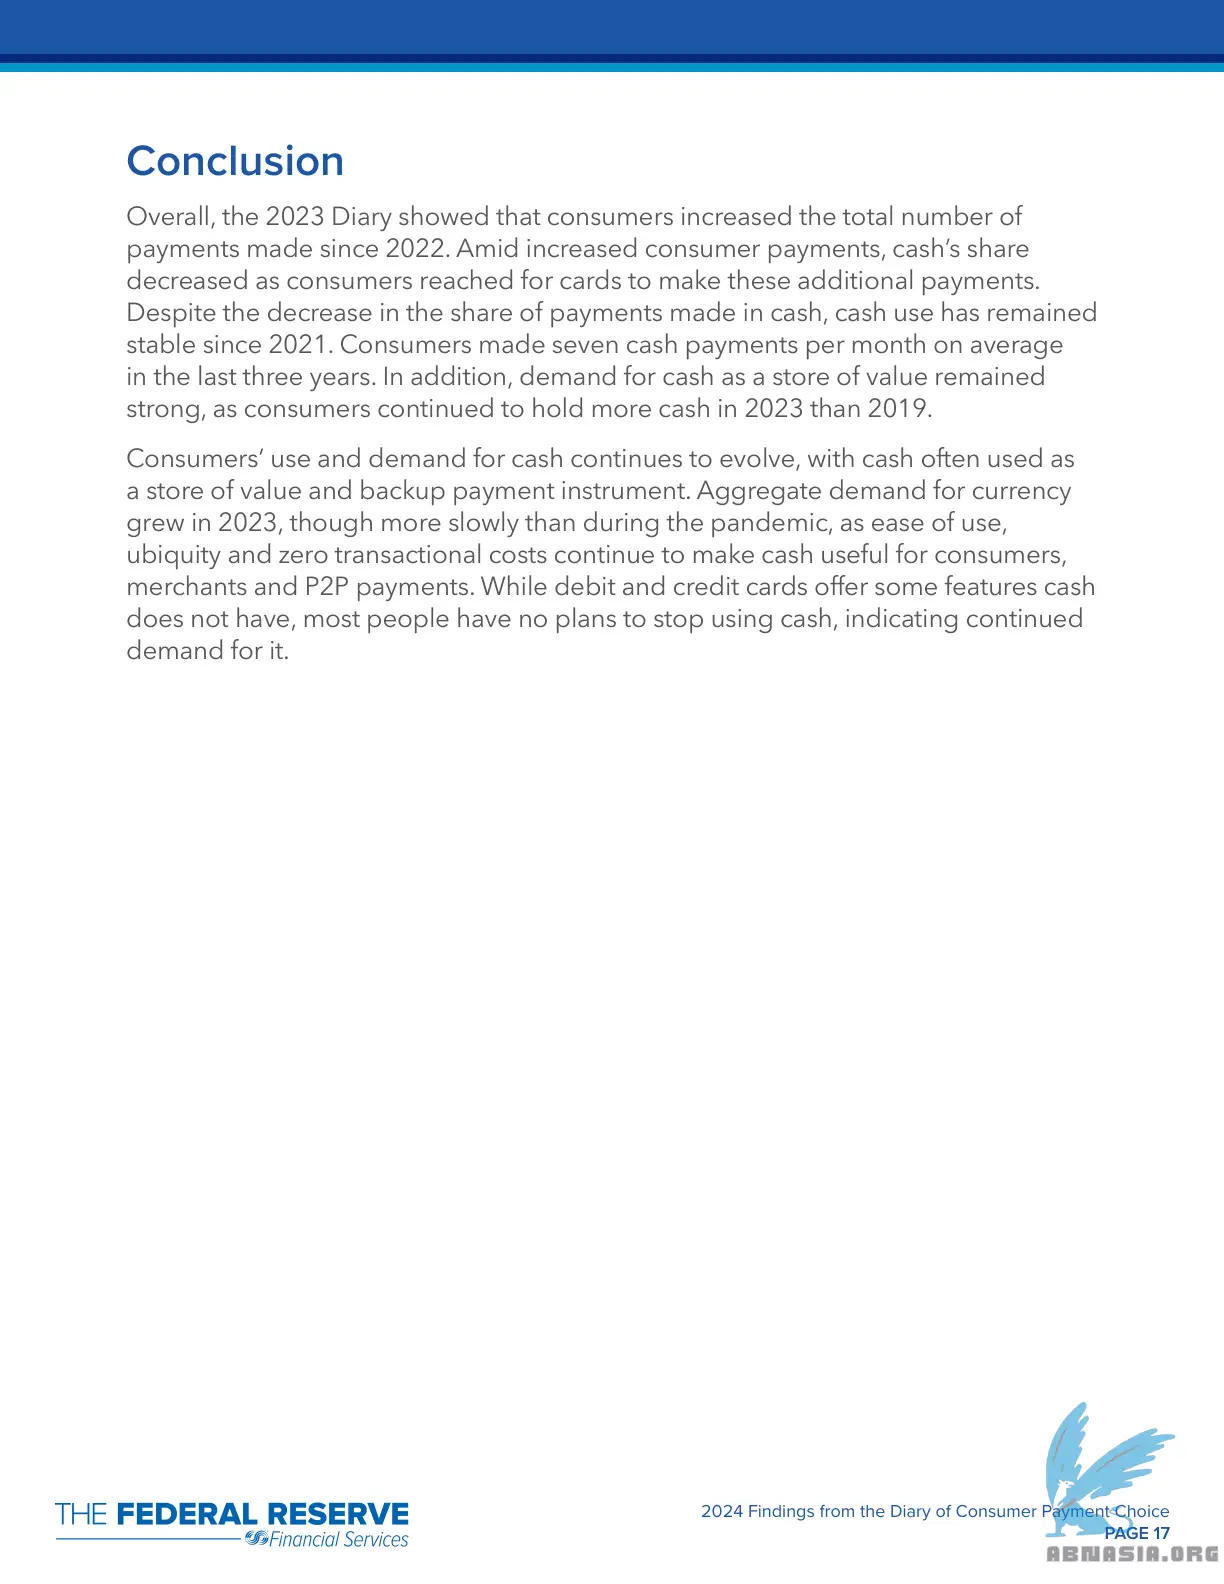 Conclusion
Overall, the 2023 Diary showed that consumers increased the total number of
payments made since 2022. Amid increased consumer payments, cash’s share
decreased as consumers reached for cards to make these additional payments.
Despite the decrease in the share of payments made in cash, cash use has remained
stable since 2021. Consumers made seven cash payments per month on average
in the last three years. In addition, demand for cash as a store of value remained
strong, as consumers continued to hold more cash in 2023 than 2019.
Consumers’ use and demand for cash continues to evolve, with cash often used as
a store of value and backup payment instrument. Aggregate demand for currency
grew in 2023, though more slowly than during the pandemic, as ease of use,
ubiquity and zero transactional costs continue to make cash useful for consumers,
merchants and P2P payments. While debit and credit cards offer some features cash
does not have, most people have no plans to stop using cash, indicating continued
demand for it.
THE FEDERAL RESERVE
Financial Services
2024 Findings from the Diary of Consumer Payment Choice
PAGE 17
ABNASIA.ORG